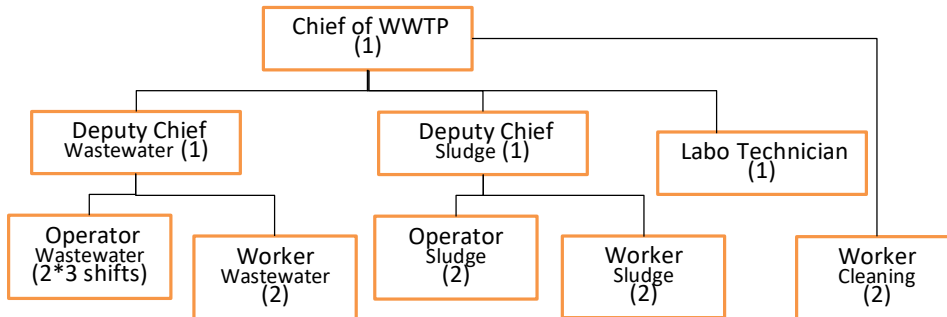 Chief of WWTP
(1)
Deputy Chief
Wastewater (1)
Deputy Chief
Sludge (1)
Labo Technician
(1)
Operator
Wastewater
(2*3 shifts)
Worker
Wastewater
(2)
Operator
Sludge
(2)
Worker
Sludge
(2)
Worker
Cleaning
(2)